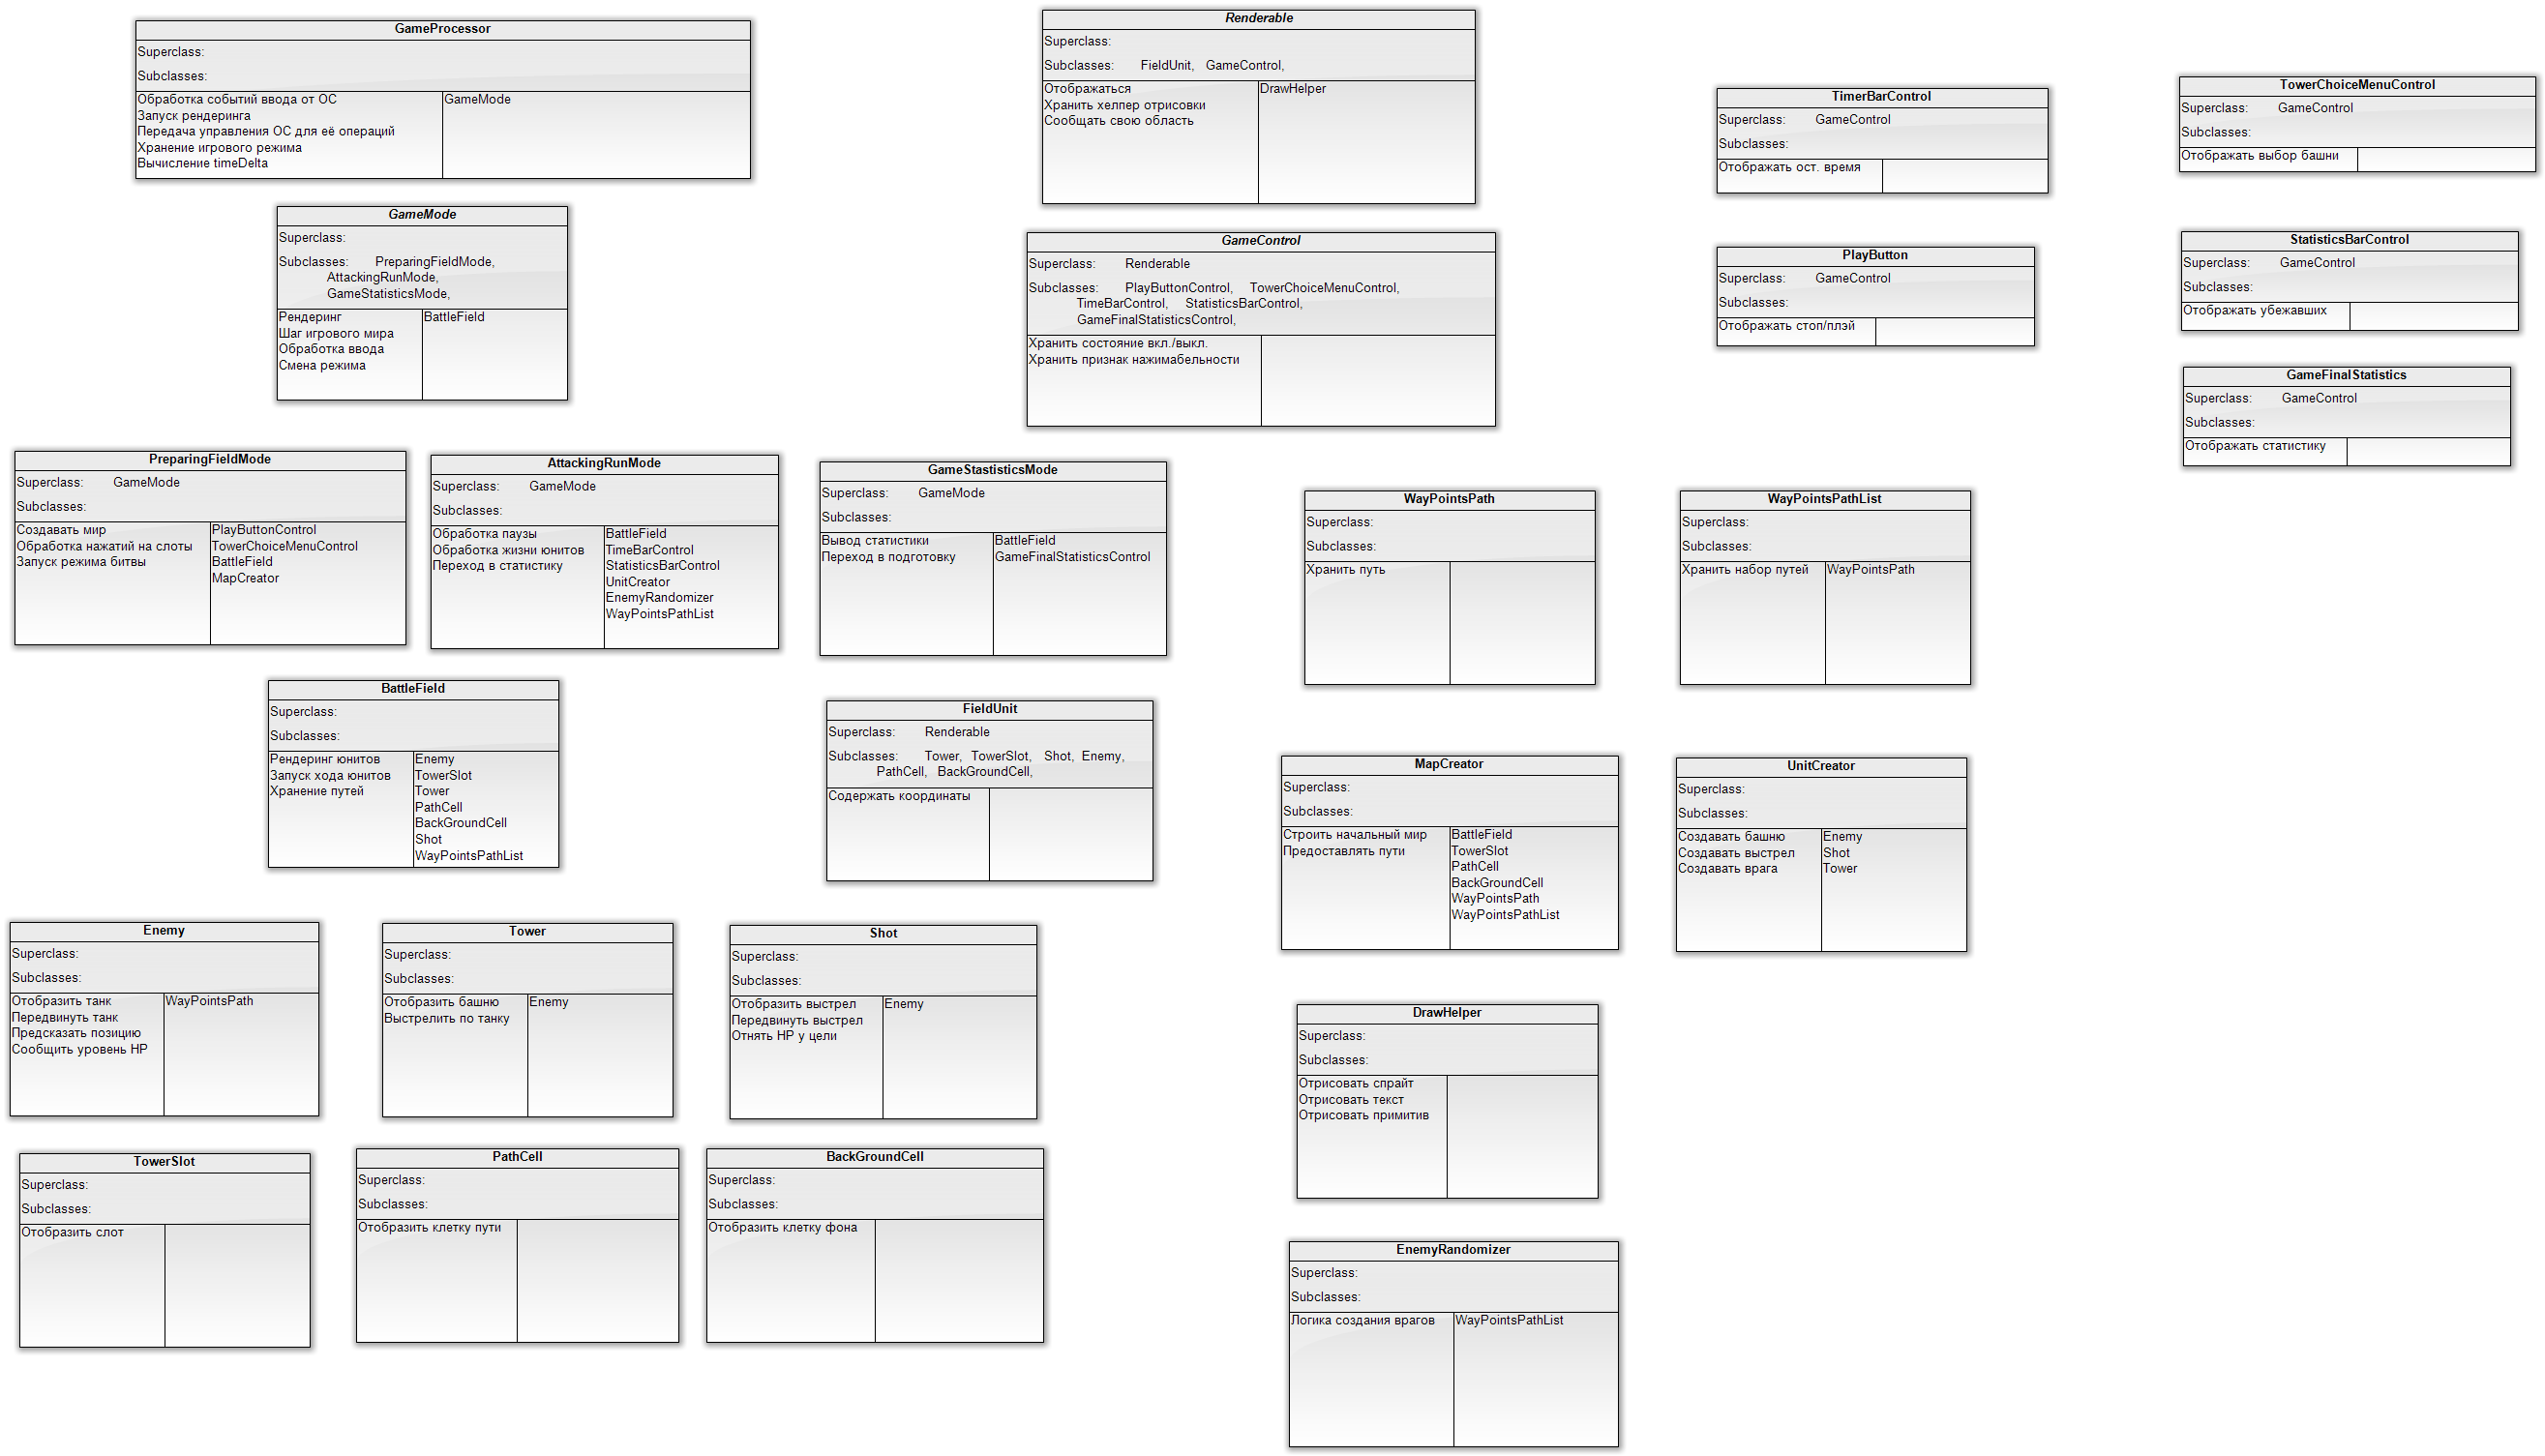 GameProcessor
Superclass:
Subclasses:
Обработка событий ввода от ОС
Запуск рендеринга
Передача управления ОС для её операций
Хранение игрового режима
Вычисление timeDelta
GameMode
Renderable
Superclass:
Subclasses: FieldUnit, GameControl,
Отображаться
Хранить хелпер отрисовки
Сообщать свою область
DrawHelper
TimerBarControl
Superclass: GameControl
Subclasses:
Отображать ост. время
TowerChoiceMenuControl
Superclass: GameControl
Subclasses:
Отображать выбор башни
GameMode
Superclass:
Subclasses: PreparingFieldMode,
AttackingRunMode,
GameStatisticsMode,
Рендеринг
Шаг игрового мира
Обработка ввода
Смена режима
BattleField
GameControl
Superclass: Renderable
Subclasses: PlayButtonControl, TowerChoiceMenuControl,
TimeBarControl, StatisticsBarControl,
GameFinalStatisticsControl,
Хранить состояние вкл./выкл.
Хранить признак нажимабельности
PlayButton
Superclass: GameControl
Subclasses:
Отображать стоп/плэй
StatisticsBarControl
Superclass: GameControl
Subclasses:
Отображать убежавших
GameFinalStatistics
Superclass: GameControl
Subclasses:
Отображать статистику
PreparingFieldMode
Superclass: GameMode
Subclasses:
Создавать мир
Обработка нажатий на слоты
Запуск режима битвы
PlayButtonControl
TowerChoiceMenuControl
BattleField
MapCreator
AttackingRunMode
Superclass: GameMode
Subclasses:
Обработка паузы
Обработка жизни юнитов
Переход в статистику
BattleField
TimeBarControl
StatisticsBarControl
UnitCreator
EnemyRandomizer
WayPointsPathList
GameStastisticsMode
Superclass: GameMode
Subclasses:
Вывод статистики
Переход в подготовку
BattleField
GameFinalStatisticsControl
WayPointsPath
Superclass:
Subclasses:
Хранить путь
WayPointsPathList
Superclass:
Subclasses:
Хранить набор путей
WayPointsPath
BattleField
Superclass:
Subclasses:
Рендеринг юнитов
Запуск хода юнитов
Хранение путей
Enemy
TowerSlot
Tower
PathCell
BackGroundCell
Shot
WayPointsPathList
FieldUnit
Superclass: Renderable
Subclasses: Tower, TowerSlot, Shot, Enemy,
PathCell, BackGroundCell,
Содержать координаты
MapCreator
Superclass:
Subclasses:
Строить начальный мир
Предоставлять пути
BattleField
TowerSlot
PathCell
BackGroundCell
WayPointsPath
WayPointsPathList
UnitCreator
Superclass:
Subclasses:
Создавать башню
Создавать выстрел
Создавать врага
Enemy
Shot
Tower
Enemy
Superclass:
Subclasses:
Отобразить танк
Передвинуть танк
Предсказать позицию
Сообщить уровень HP
WayPointsPath
Tower
Superclass:
Subclasses:
Отобразить башню
Выстрелить по танку
Enemy
Shot
Superclass:
Subclasses:
Отобразить выстрел
Передвинуть выстрел
Отнять HP у цели
Enemy
DrawHelper
Superclass:
Subclasses:
Отрисовать спрайт
Отрисовать текст
Отрисовать примитив
TowerSlot
Superclass:
Subclasses:
Отобразить слот
PathCell
Superclass:
Subclasses:
Отобразить клетку пути
BackGroundCell
Superclass:
Subclasses:
Отобразить клетку фона
EnemyRandomizer
Superclass:
Subclasses:
Логика создания врагов
WayPointsPathList